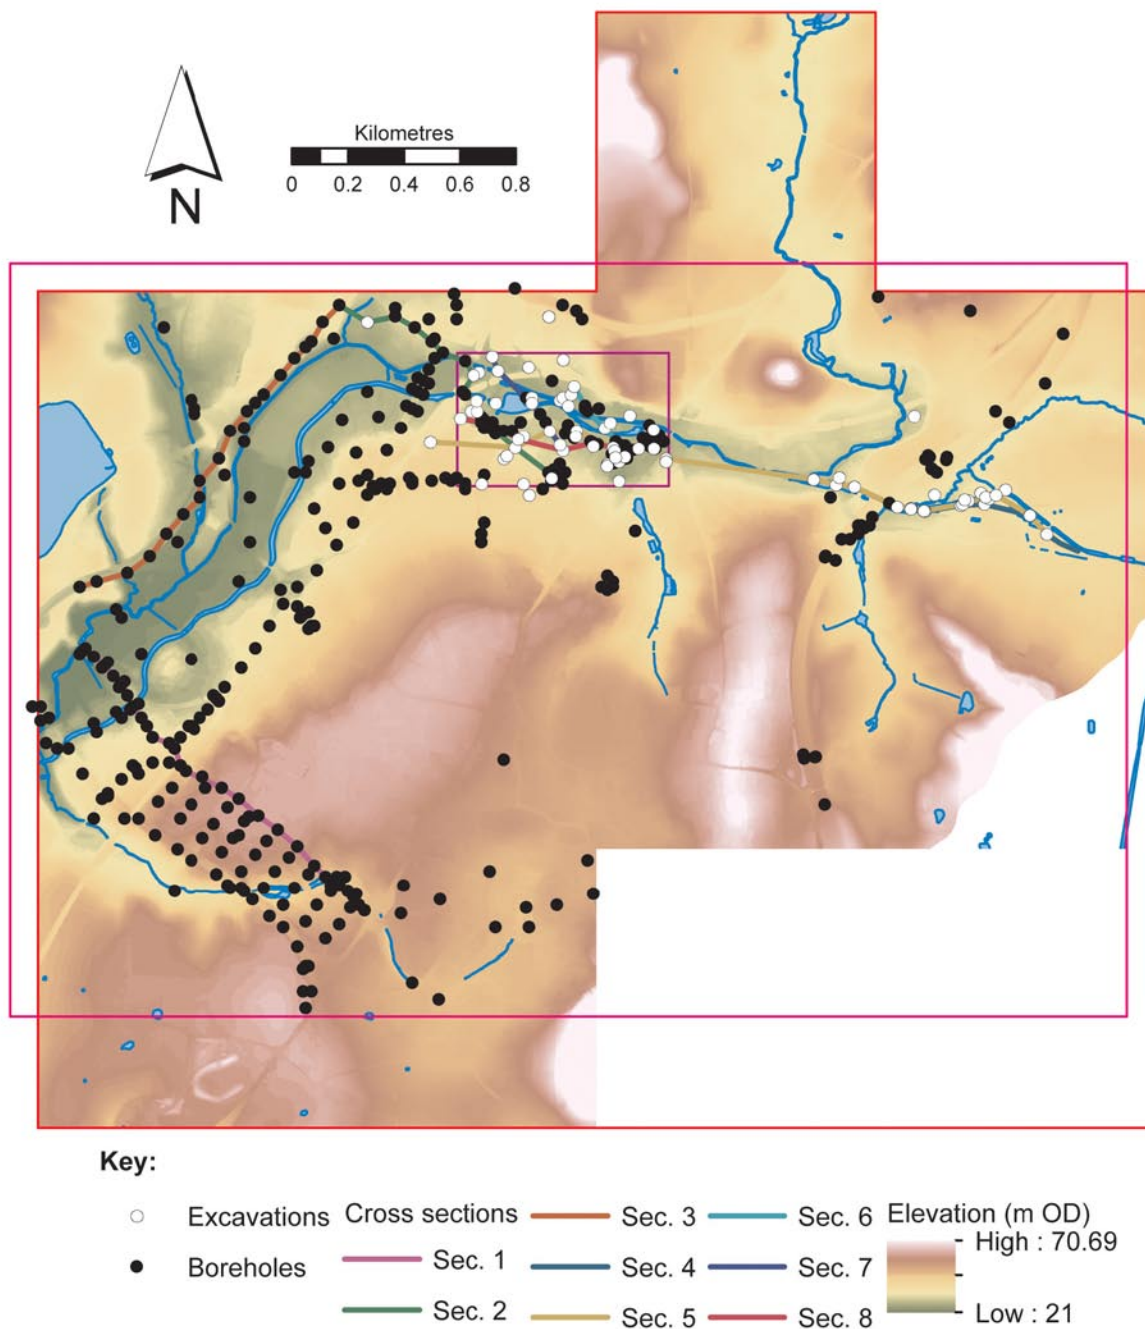 Kilometres
0 0.2 0.4 0.6 0.8
N
Key:
Excavations Cross sections Sec. 3 Sec. 6 Elevation (m OD)
High : 70.69
Boreholes Sec. 1 Sec. 4 Sec. 7
Sec. 2 Sec. 5 Sec. 8 Low : 21